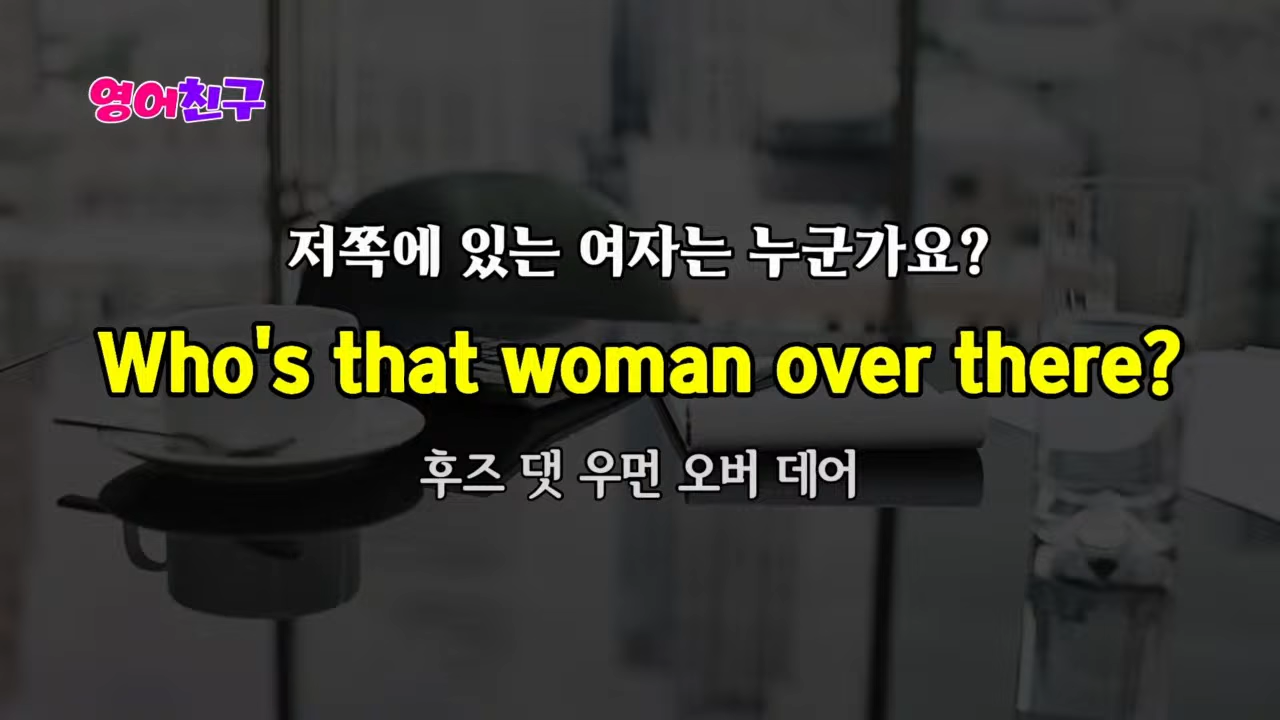 영어친구
저쪽에 있는 여자는 누군가요?
Who's that woman over there?
후즈 댓 우먼 오버 데어